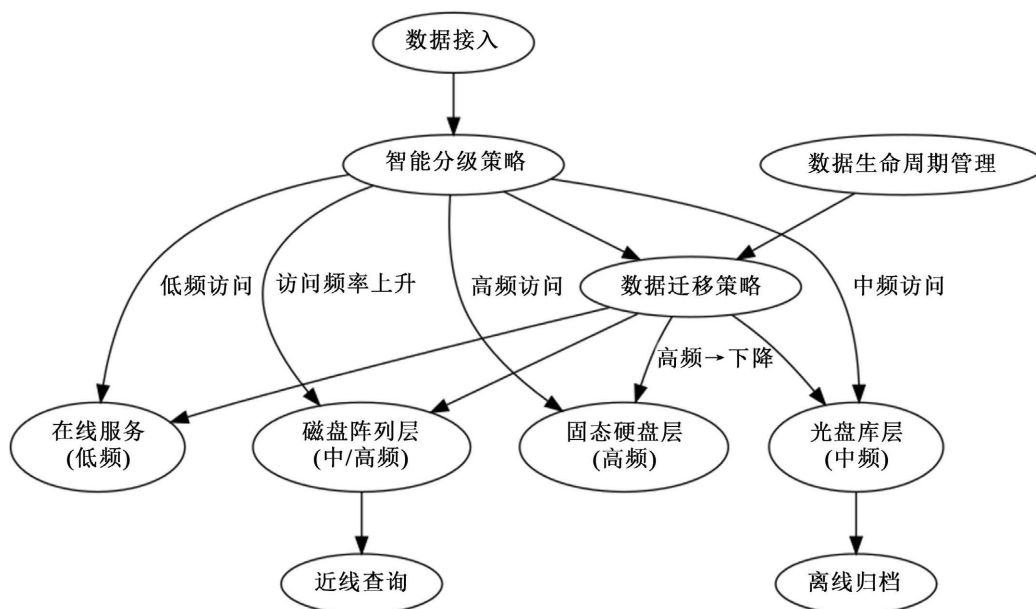 数据接入
智能分级策略
数据生命周期管理
低频访问
访问频率上升
高频访问
数据迁移策略
中频访问
高频→下降
在线服务
(低频)
磁盘阵列层
(中/高频)
固态硬盘层
(高频)
光盘库层
(中频)
近线查询
离线归档